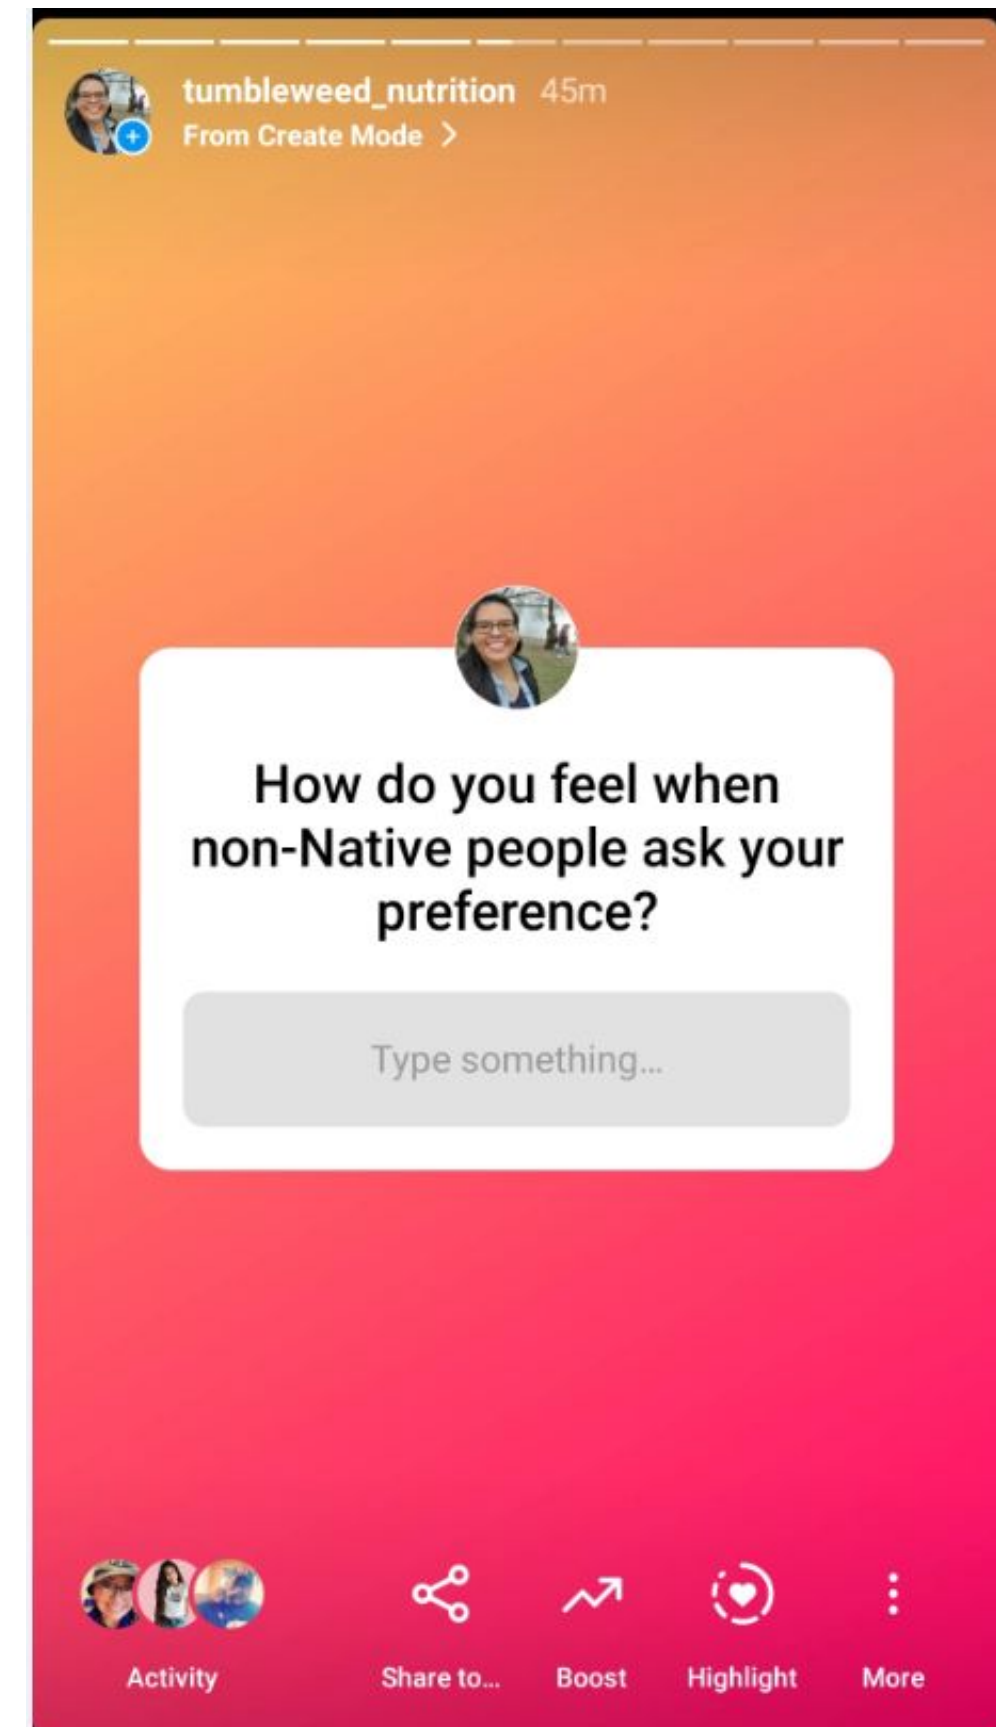 tumbleweed_nutrition 45m
From Create Mode >
How do you feel when
non-Native people ask your
preference?
Type something...
Activity
Share to...
Boost
Highlight
More